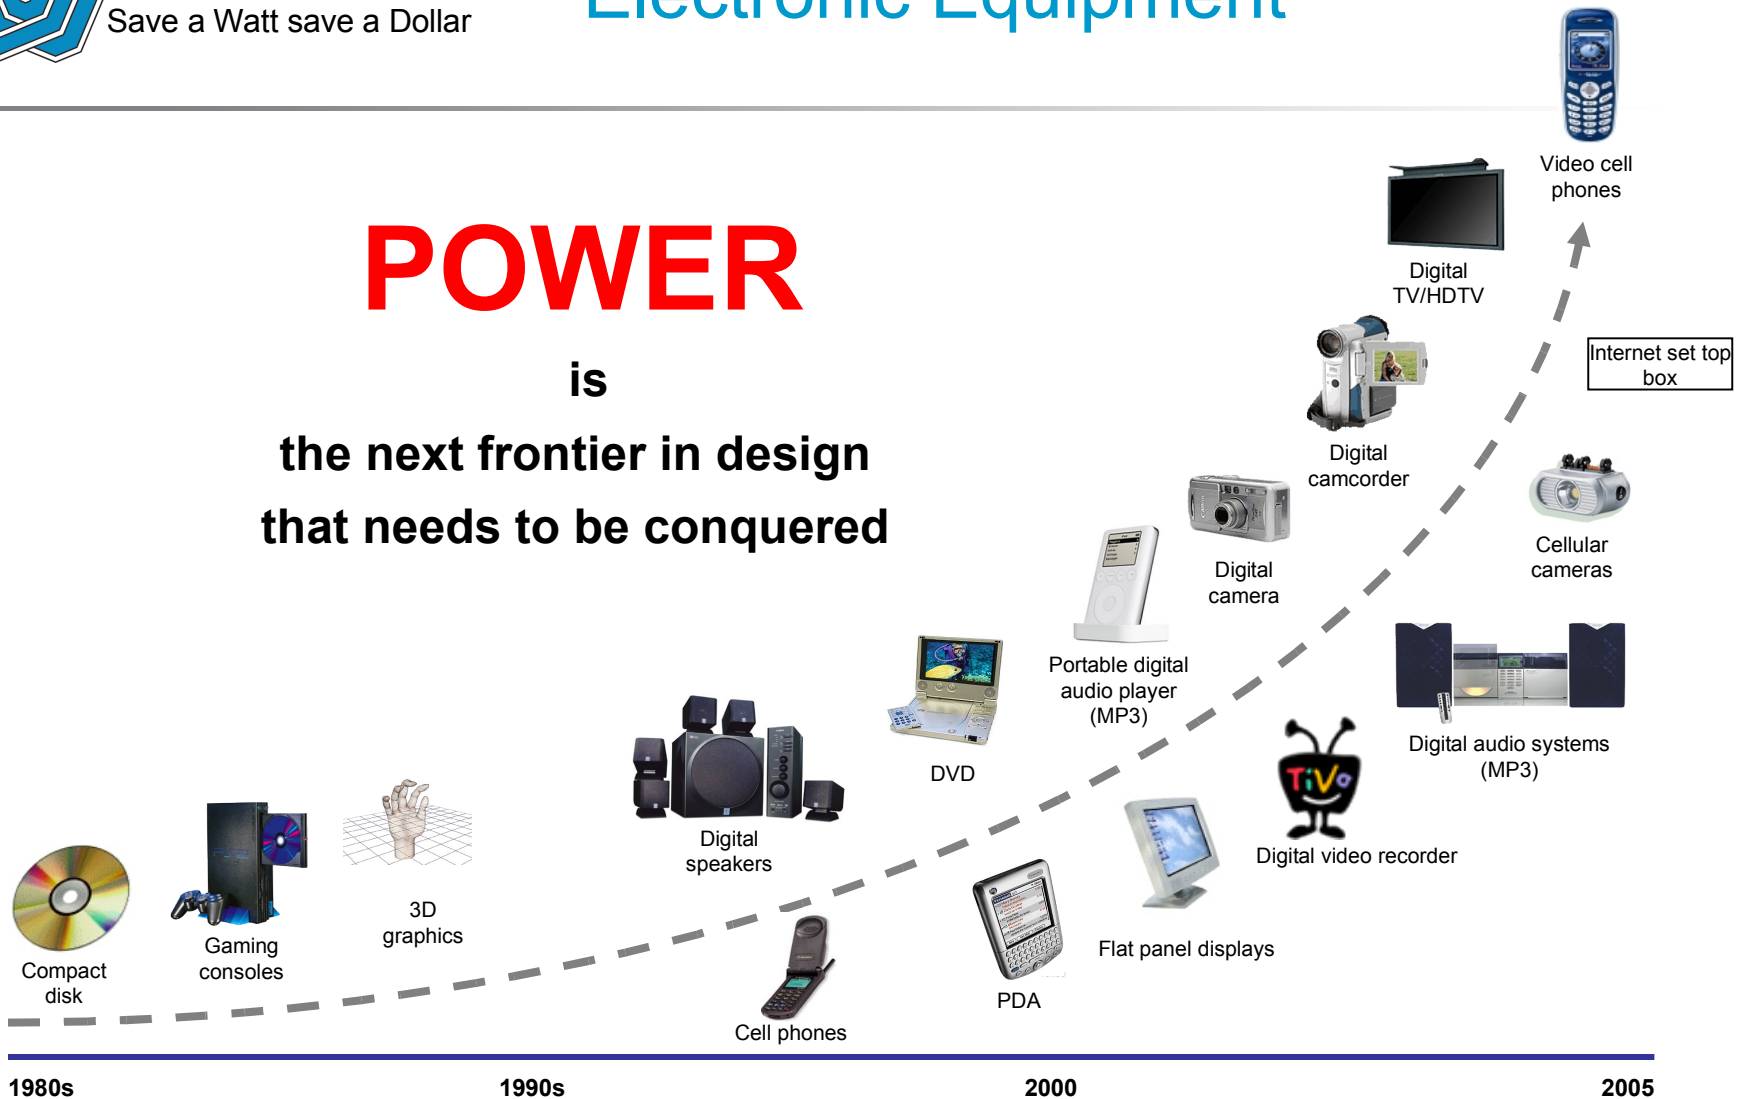 Electronic Equipment
Save a Watt save a Dollar
POWER
is
the next frontier in design
that needs to be conquered
Video cell
phones
Digital
TV/HDTV
Internet set top
box
Digital
camcorder
Cellular
cameras
Digital
camera
Portable digital
audio player
(MP3)
Digital audio systems
(MP3)
DVD
TiVo
Digital video recorder
Digital
speakers
Flat panel displays
3D
graphics
Gaming
consoles
Compact
disk
PDA
Cell phones
1980s
1990s
2000
2005